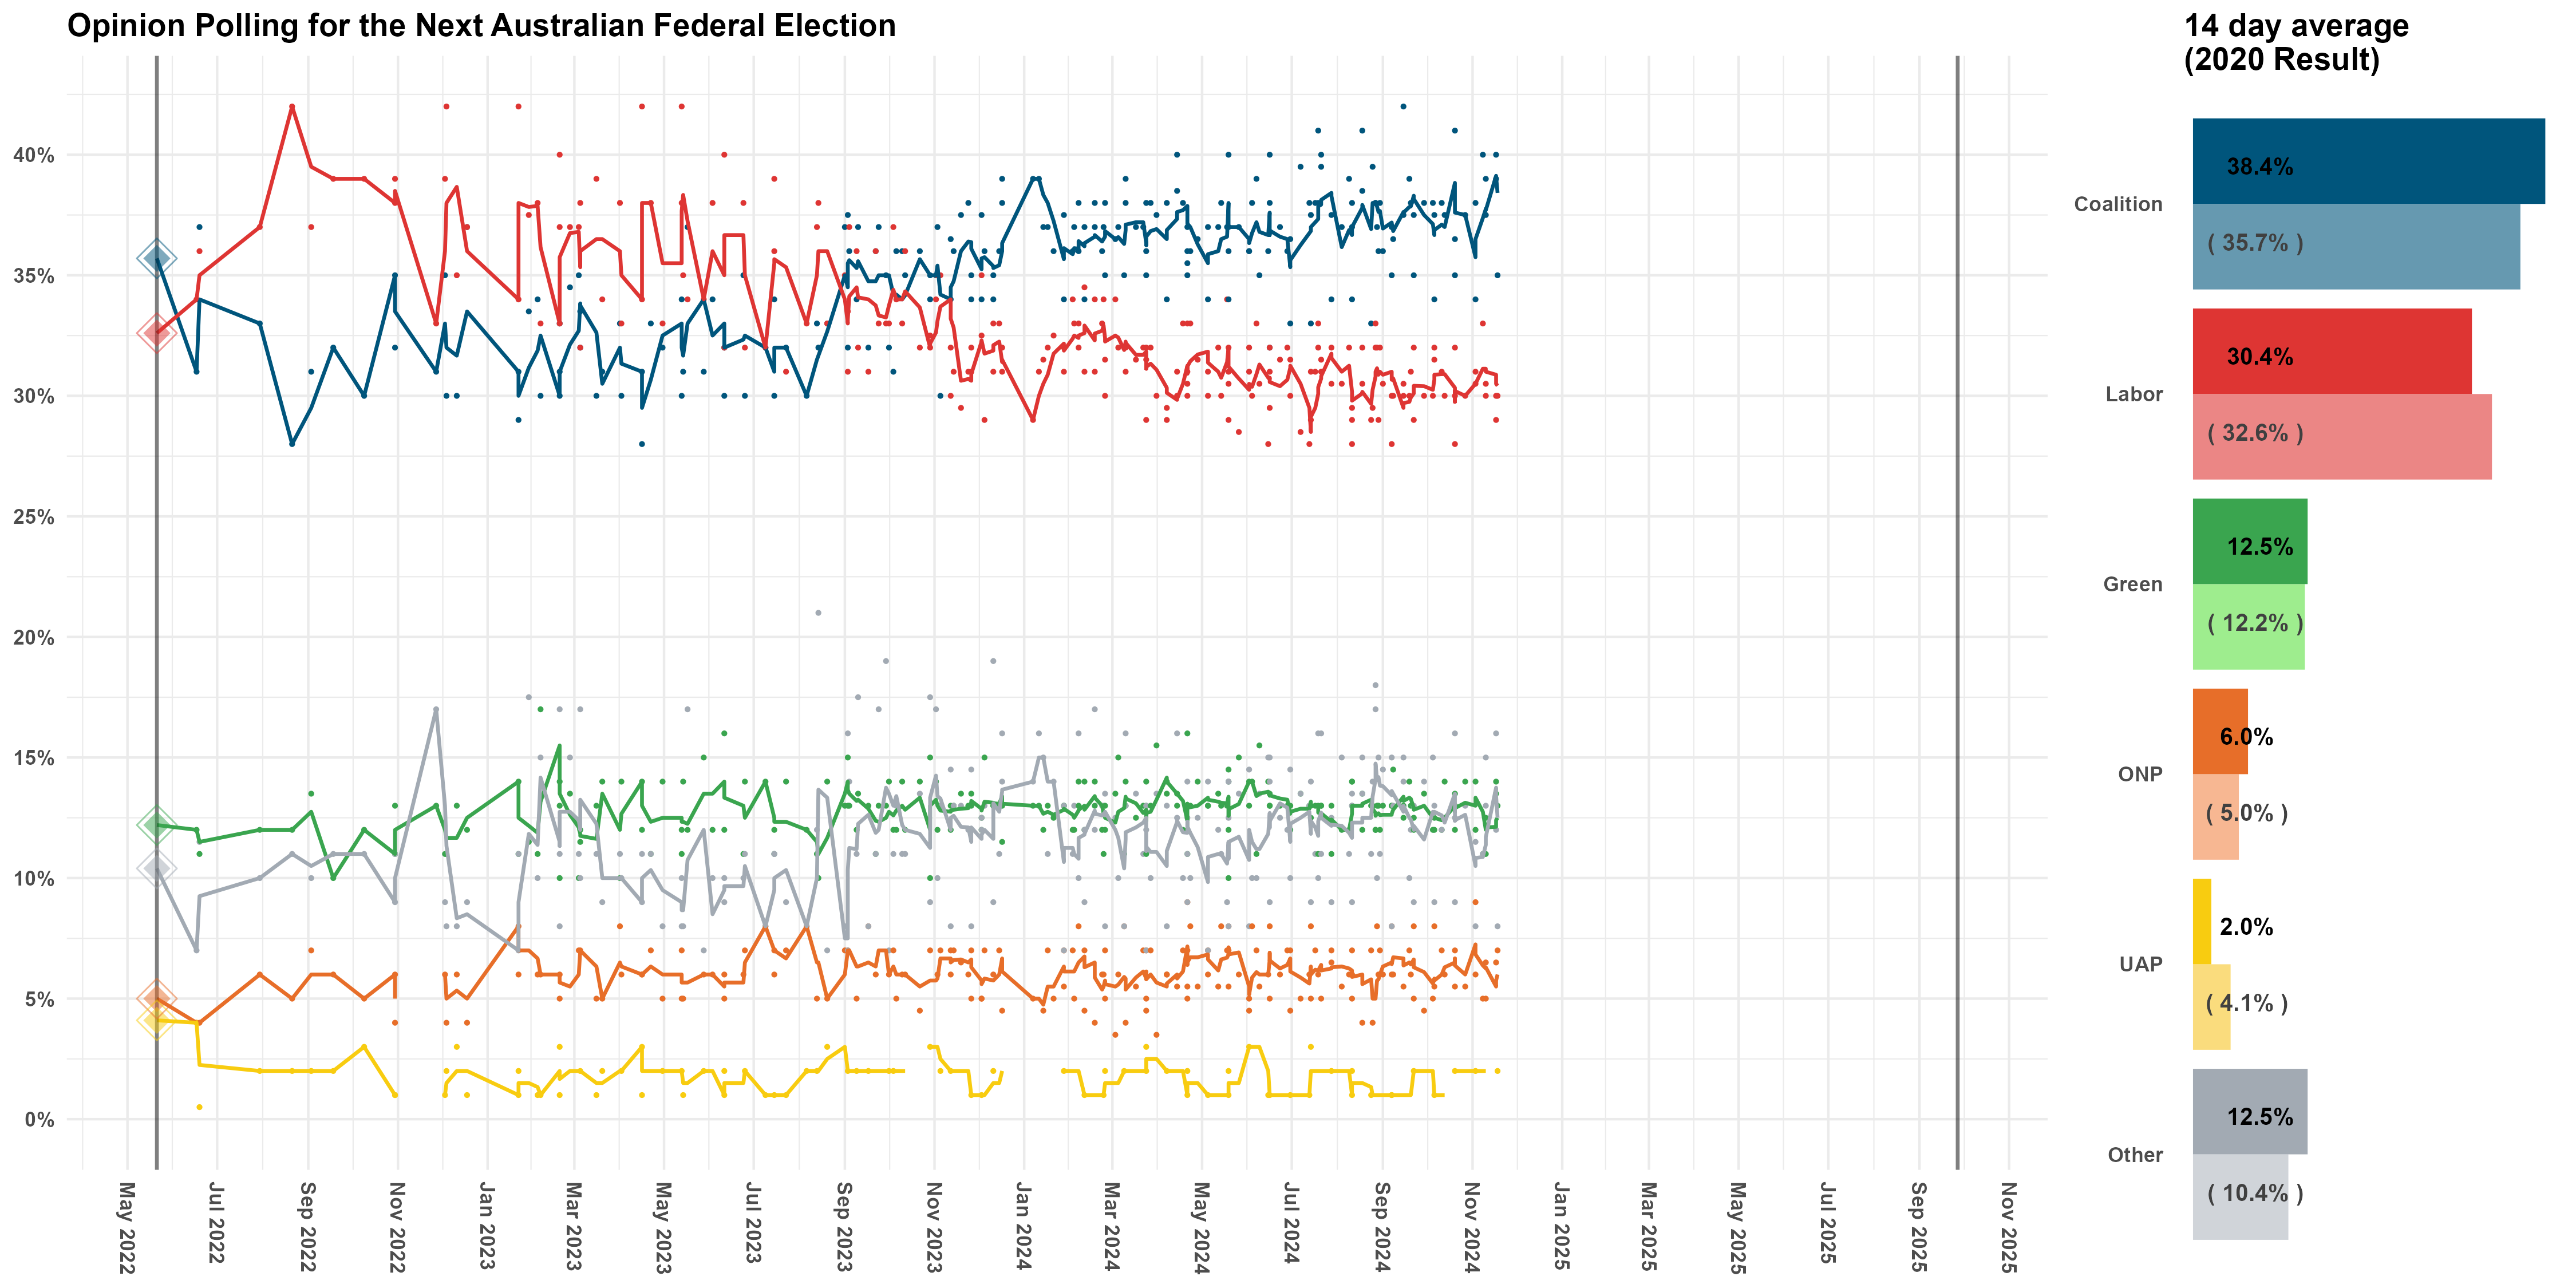 Opinion Polling for the Next Australian Federal Election
14 day average
(2020 Result)
40%
35%
30%
25%
20%
15%
10%
5%
0%
May 2022
Jul 2022
Sep 2022
Nov 2022
Jan 2023
Mar 2023
May 2023
Jul 2023
Sep 2023
Nov 2023
Jan 2024
Mar 2024
May 2024
Jul 2024
Sep 2024
Nov 2024
Jan 2025
Mar 2025
May 2025
Jul 2025
Sep 2025
Nov 2025
Coalition
38.4%
( 35.7% )
Labor
30.4%
( 32.6% )
Green
12.5%
( 12.2% )
ONP
6.0%
( 5.0% )
UAP
2.0%
( 4.1% )
Other
12.5%
( 10.4% )